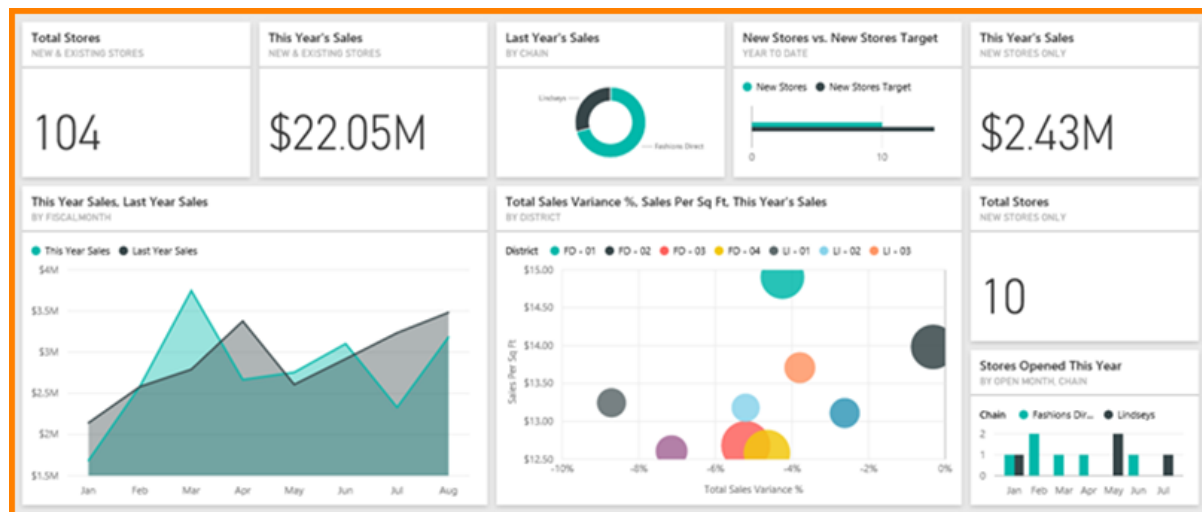 Total Stores
NEW & EXISTING STORES
104
This Year's Sales
NEW & EXISTING STORES
$22.05M
Last Year's Sales
BY CHAIN
Lindseys
Fashions Direct
New Stores vs. New Stores Target
YEAR TO DATE
New Stores New Stores Target
0 10
This Year's Sales
NEW STORES ONLY
$2.43M
This Year Sales, Last Year Sales
BY FISCALMONTH
This Year Sales Last Year Sales
$4M
$3.5M
$3M
$2.5M
$2M
$1.5M
Jan Feb Mar Apr May Jun Jul Aug
Total Sales Variance %, Sales Per Sq Ft, This Year's Sales
BY DISTRICT
District FD - 01 FD - 02 FD - 03 FD - 04 LI - 01 LI - 02 LI - 03
Sales Per Sq Ft
$15.00
$14.50
$14.00
$13.50
$13.00
$12.50
-10% -8% -6% -4% -2% 0%
Total Sales Variance %
Total Stores
NEW STORES ONLY
10
Stores Opened This Year
BY OPEN MONTH, CHAIN
Chain Fashions Dir... Lindseys
2
1
0
Jan Feb Mar Apr May Jun Jul